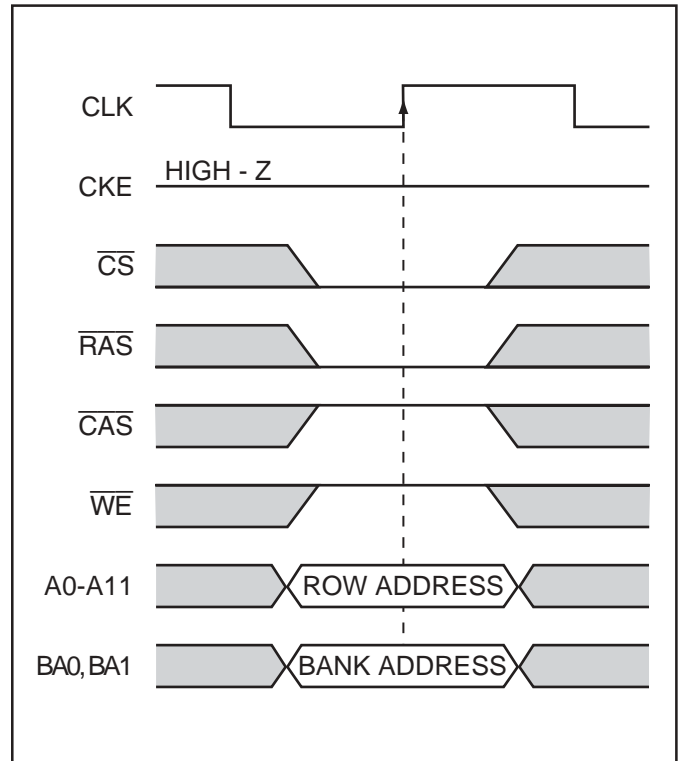 CLK
HIGH - Z
CKE
CS
RAS
CAS
WE
A0-A11 ROW ADDRESS
BA0, BA1 BANK ADDRESS